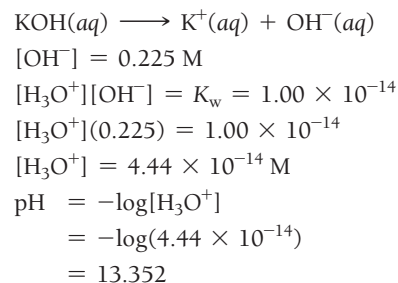 KOH(aq) ⟶ K⁺(aq) + OH⁻(aq)
[OH⁻] = 0.225 M
[H₃O⁺][OH⁻] = Kw = 1.00 × 10⁻¹⁴
[H₃O⁺](0.225) = 1.00 × 10⁻¹⁴
[H₃O⁺] = 4.44 × 10⁻¹⁴ M
pH = −log[H₃O⁺]
= −log(4.44 × 10⁻¹⁴)
= 13.352